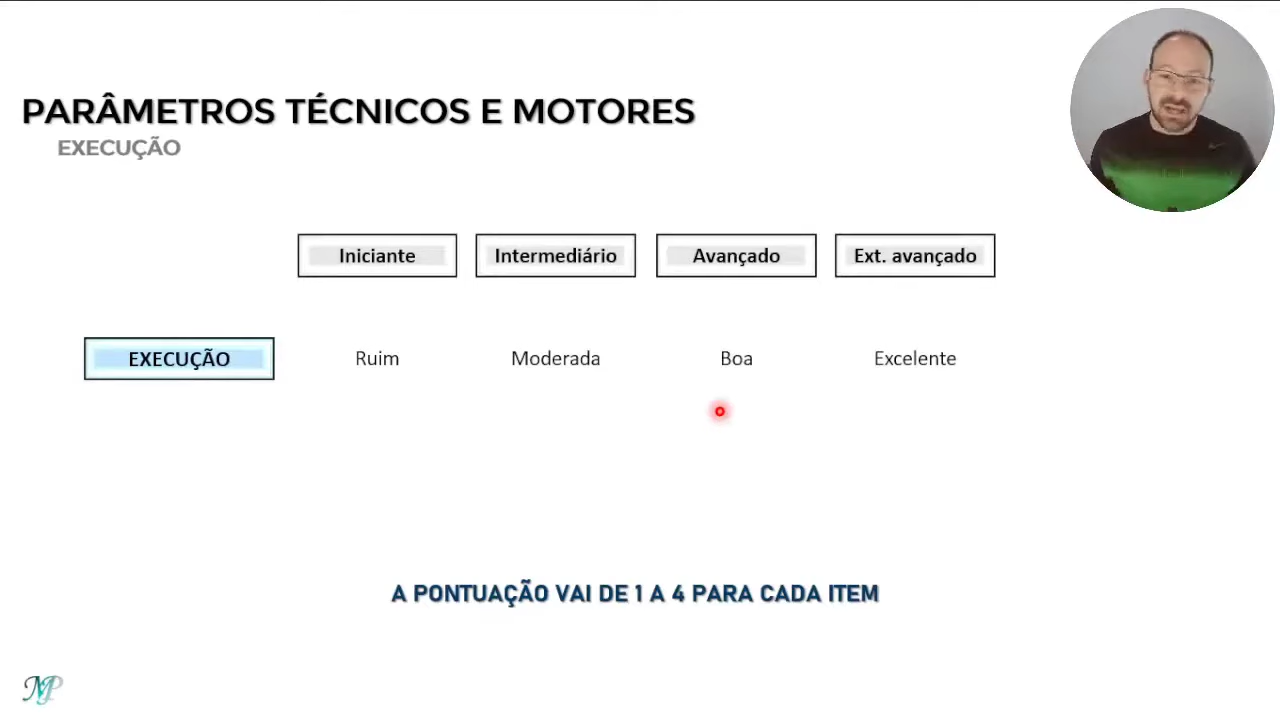 PARÂMETROS TÉCNICOS E MOTORES
EXECUÇÃO
Iniciante Intermediário Avançado Ext. avançado
EXECUÇÃO Ruim Moderada Boa Excelente
A PONTUAÇÃO VAI DE 1 A 4 PARA CADA ITEM
MP